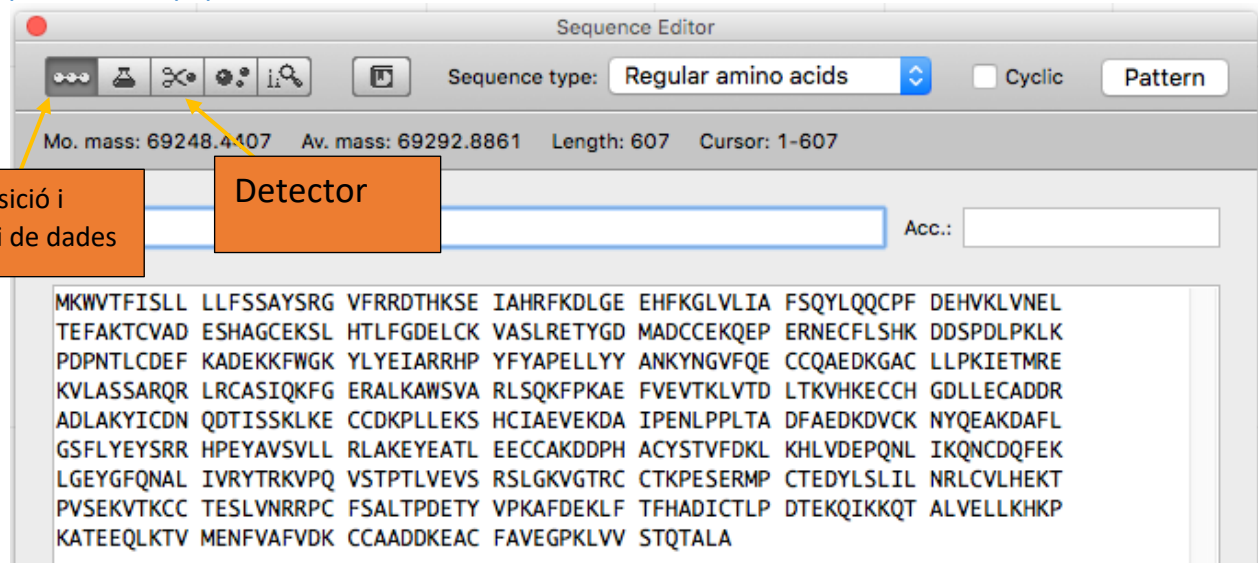 Sequence Editor
Sequence type: Regular amino acids Cyclic Pattern
Mo. mass: 69248.4407 Av. mass: 69292.8861 Length: 607 Cursor: 1-607
Detector
sició i
i de dades
Acc.:
MKWVTFISLL LLFSSAYSRG VFRRDTHKSE IAHRFKDLGE EHFKGLVLIA FSQYLQQCPF DEHVKLVNEL
TEFAKTCVAD ESHAGCEKSL HTLFGDELCK VASLRETYGD MADCCEKQEP ERNECFLSHK DDSPDLPKLK
PDPNTLCDEF KADEKKFWGK YLYEIARRHP YFYAPELLYY ANKYNGVFQE CCQAEDKGAC LLPKIETMRE
KVLASSARQR LRCASIQKFG ERALKAWSVA RLSQKFPKAE FVEVTKLVTD LTKVHKECCH GDLLECADDR
ADLAKYICDN QDTISSKLKE CCDKPLLEKS HCIAEVEKDA IPENLPPLTA DFAEDKDVCK NYQEAKDAFL
GSFLYEYSRR HPEYAVSVLL RLAKEYEATL EECCAKDDPH ACYSTVFDKL KHLVDEPQNL IKQNCDQFEK
LGEYGFQNAL IVRYTRKVPQ VSTPTLVEVS RSLGKVGTRC CTKPESERMP CTEDYLSLIL NRLCVLHEKT
PVSEKVTKCC TESLVNRRPC FSALTPDETY VPKAFDEKLF TFHADICTLP DTEKQIKKQT ALVELLKHKP
KATEEQLKTV MENFVAFVDK CCAADDKEAC FAVEGPKLVV STQTALA